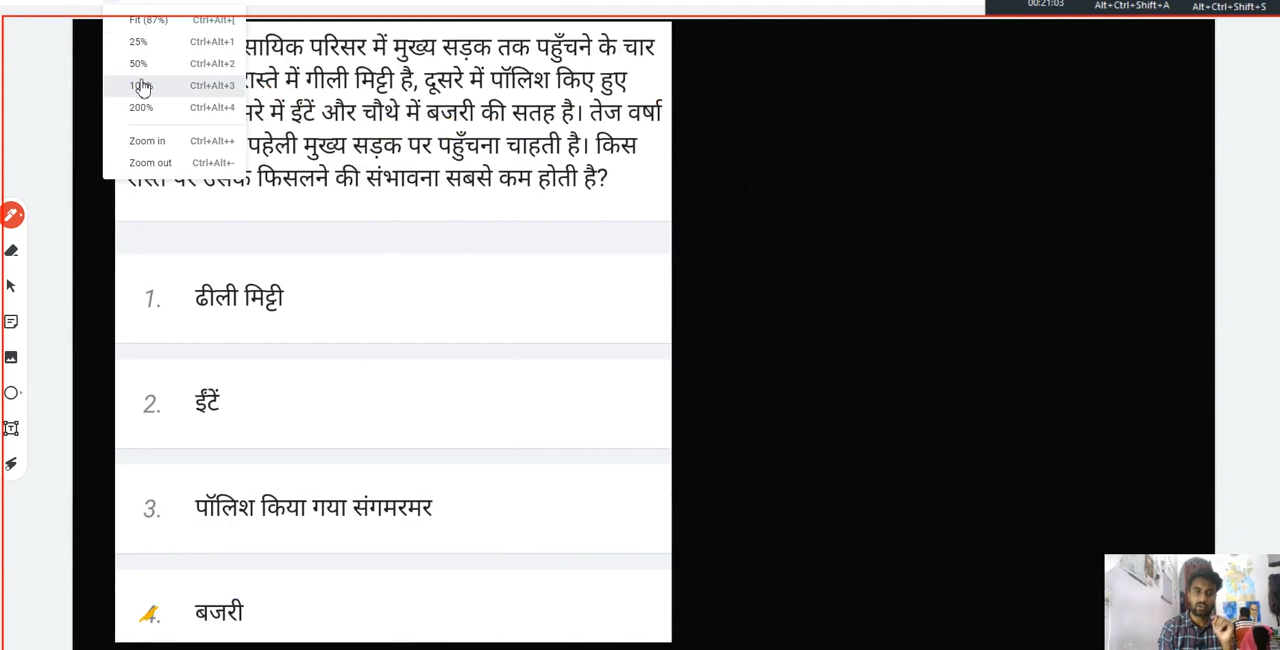 00:21:03 Alt+Ctrl+Shift+A Alt+Ctrl+Shift+S
Fit (87%) Ctrl+Alt+[
25% Ctrl+Alt+1
50% Ctrl+Alt+2
Ctrl+Alt+3
200% Ctrl+Alt+4
Zoom in Ctrl+Alt++
Zoom out Ctrl+Alt+-
सायिक परिसर में मुख्य सड़क तक पहुँचने के चार
रास्ते में गीली मिट्टी है, दूसरे में पॉलिश किए हुए
सरे में ईंटें और चौथे में बजरी की सतह है। तेज वर्षा
पहेली मुख्य सड़क पर पहुँचना चाहती है। किस
फिसलने की संभावना सबसे कम होती है?
1. ढीली मिट्टी
2. ईंटें
3. पॉलिश किया गया संगमरमर
4. बजरी